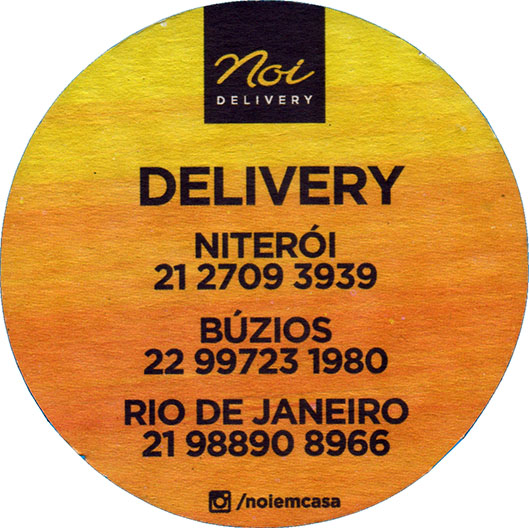 Noi
DELIVERY
DELIVERY
NITERÓI
21 2709 3939
BÚZIOS
22 99723 1980
RIO DE JANEIRO
21 98890 8966
/noiemcasa